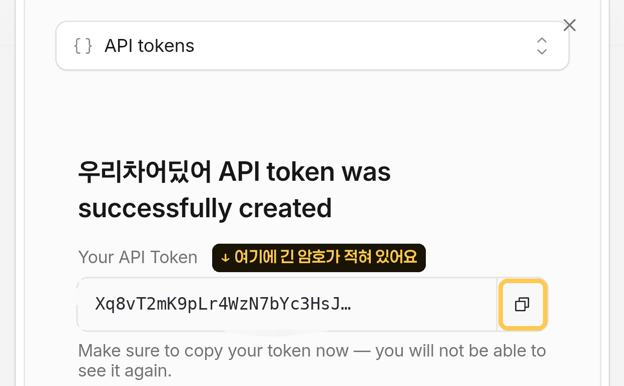 {} API tokens
우리차어딨어 API token was
successfully created
Your API Token ↓ 여기에 긴 암호가 적혀 있어요
Xq8vT2mK9pLr4WzN7bYc3HsJ…
Make sure to copy your token now — you will not be able to
see it again.